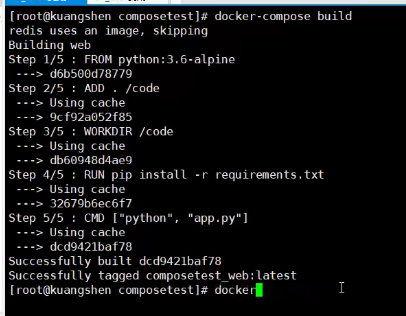 [root@kuangshen composetest]# docker-compose build
redis uses an image, skipping
Building web
Step 1/5 : FROM python:3.6-alpine
 ---> d6b500d78779
Step 2/5 : ADD . /code
 ---> Using cache
 ---> 9cf92a052f85
Step 3/5 : WORKDIR /code
 ---> Using cache
 ---> db60948d4ae9
Step 4/5 : RUN pip install -r requirements.txt
 ---> Using cache
 ---> 32679b6ec6f7
Step 5/5 : CMD ["python", "app.py"]
 ---> Using cache
 ---> dcd9421baf78
Successfully built dcd9421baf78
Successfully tagged composetest_web:latest
[root@kuangshen composetest]# docker